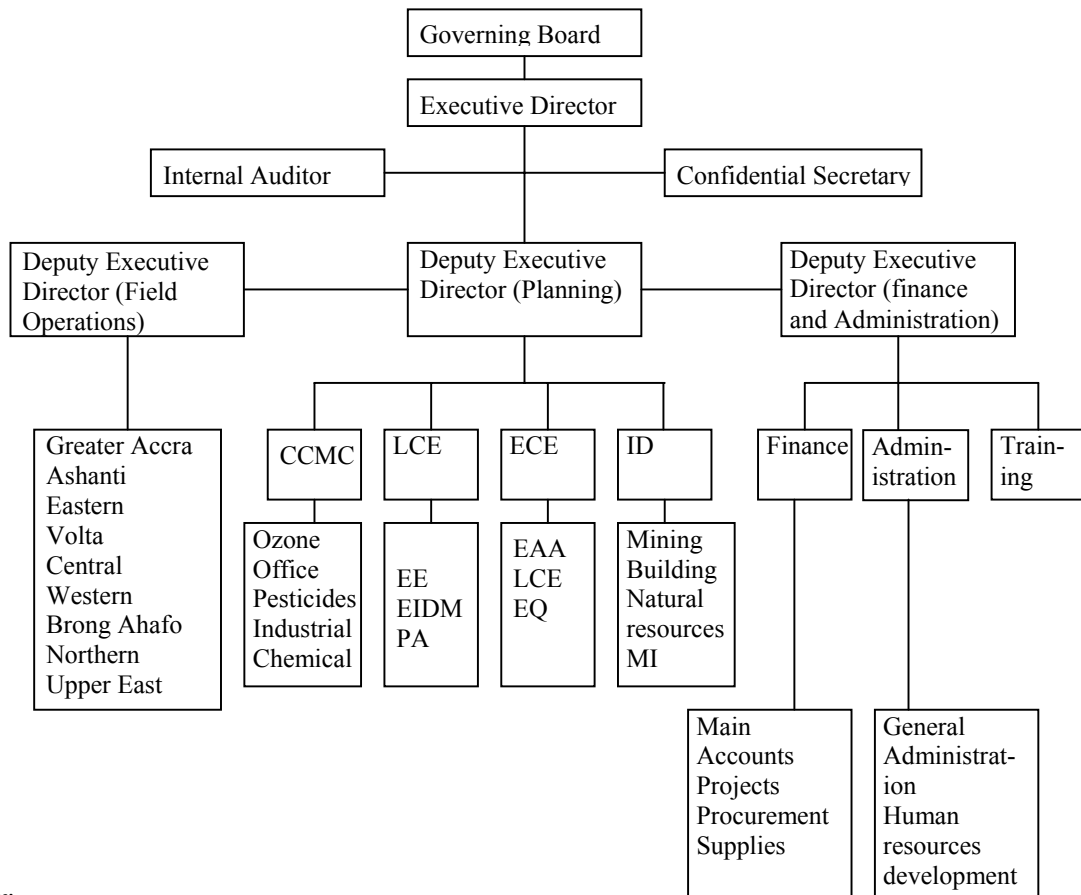 Governing Board
Executive Director
Internal Auditor
Confidential Secretary
Deputy Executive
Director (Field
Operations)
Deputy Executive
Director (Planning)
Deputy Executive
Director (finance
and Administration)
Greater Accra
Ashanti
Eastern
Volta
Central
Western
Brong Ahafo
Northern
Upper East
CCMC
LCE
ECE
ID
Finance
Admin-
istration
Train-
ing
Ozone
Office
Pesticides
Industrial
Chemical
EE
EIDM
PA
EAA
LCE
EQ
Mining
Building
Natural
resources
MI
Main
Accounts
Projects
Procurement
Supplies
General
Administrat-
ion
Human
resources
development